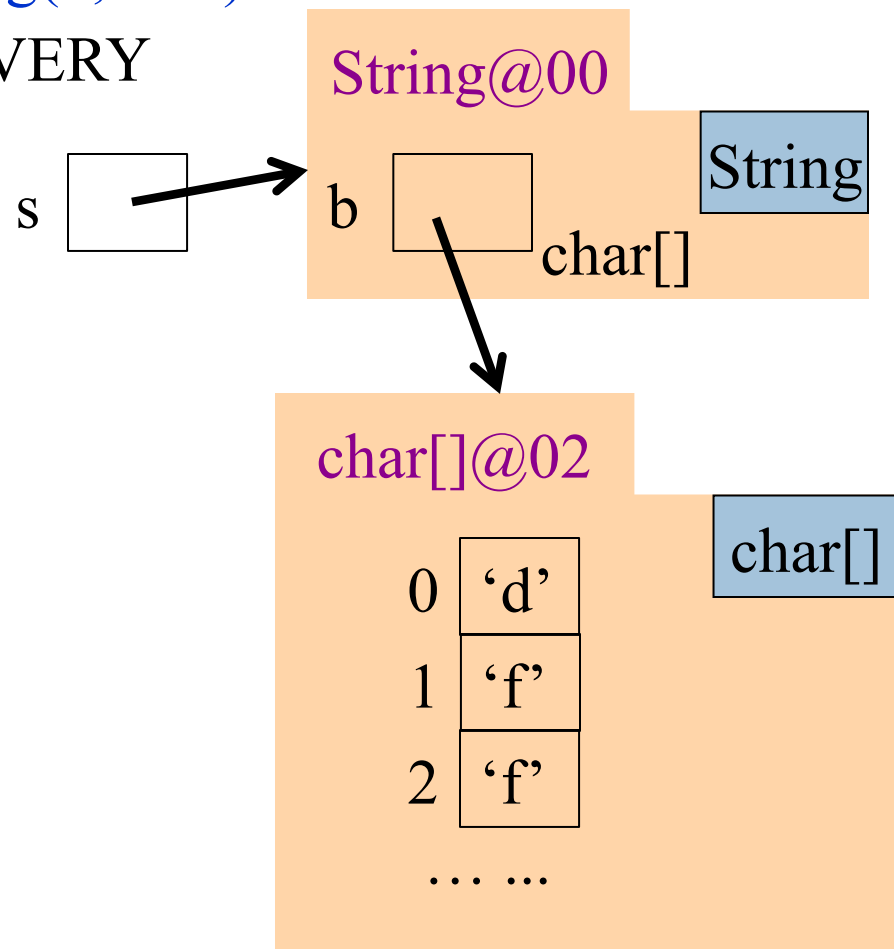 VERY
String@00
String
s
b
char[]
char[]@02
char[]
0 ‘d’
1 ‘f’
2 ‘f’
… ...